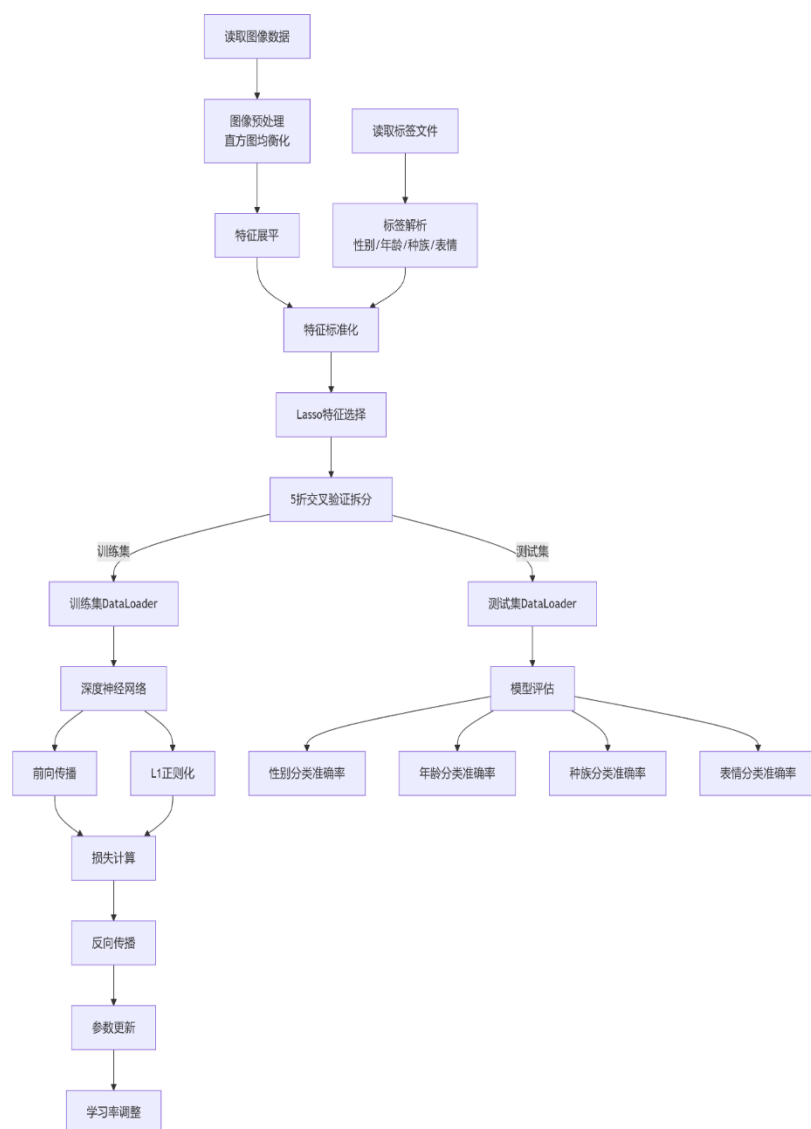 读取图像数据
图像预处理
直方图均衡化
读取标签文件
特征展平
标签解析
性别/年龄/种族/表情
特征标准化
Lasso特征选择
5折交叉验证拆分
训练集
测试集
训练集DataLoader
测试集DataLoader
深度神经网络
模型评估
前向传播
L1正则化
性别分类准确率
年龄分类准确率
种族分类准确率
表情分类准确率
损失计算
反向传播
参数更新
学习率调整